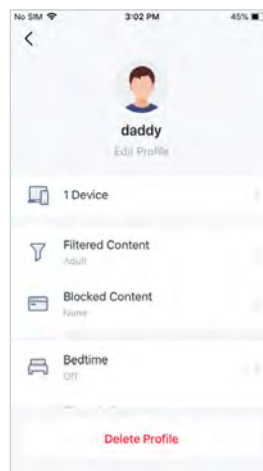 No SIM 3:02 PM 45%
daddy
Edit Profile
1 Device
Filtered Content
Adult
Blocked Content
None
Bedtime
Off
Delete Profile